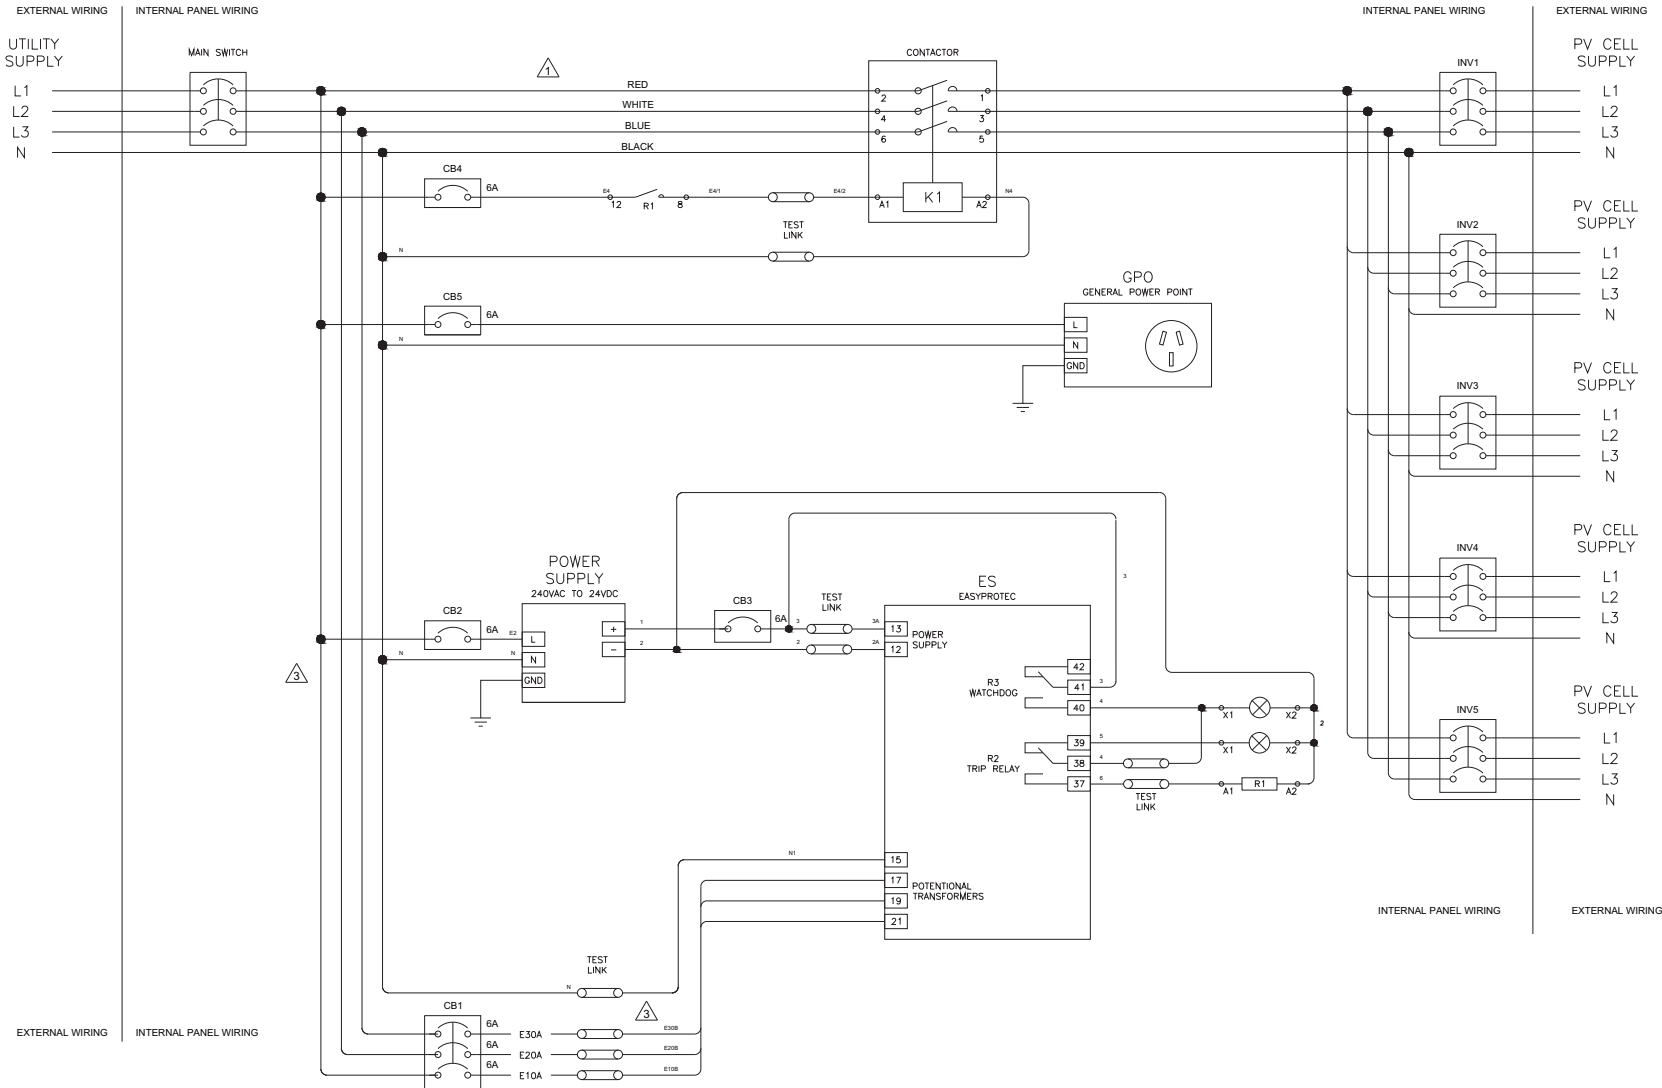 EXTERNAL WIRING
INTERNAL PANEL WIRING
INTERNAL PANEL WIRING
EXTERNAL WIRING
UTILITY
SUPPLY
L1
L2
L3
N
MAIN SWITCH
1
RED
WHITE
BLUE
BLACK
CONTACTOR
2
4
6
1
3
5
K1
A1
A2
INV1
PV CELL
SUPPLY
L1
L2
L3
N
CB4
6A
E4
12
R1
8
E4/1
E4/2
N4
TEST
LINK
N
INV2
PV CELL
SUPPLY
L1
L2
L3
N
CB5
6A
N
GPO
GENERAL POWER POINT
L
N
GND
INV3
PV CELL
SUPPLY
L1
L2
L3
N
POWER
SUPPLY
240VAC TO 24VDC
CB2
6A
E2
N
N
L
N
GND
+
−
1
2
CB3
6A
3
2
TEST
LINK
3A
2A
3
ES
EASYPROTEC
13
12
POWER
SUPPLY
R3
WATCHDOG
42
41
40
3
4
X1
X2
2
R2
TRIP RELAY
39
38
37
5
4
6
X1
X2
TEST
LINK
A1
R1
A2
INV4
PV CELL
SUPPLY
L1
L2
L3
N
3
INV5
PV CELL
SUPPLY
L1
L2
L3
N
N1
15
17
19
21
POTENTIONAL
TRANSFORMERS
INTERNAL PANEL WIRING
EXTERNAL WIRING
TEST
LINK
N
3
CB1
6A
E30A
E30B
6A
E20A
E20B
6A
E10A
E10B
EXTERNAL WIRING
INTERNAL PANEL WIRING